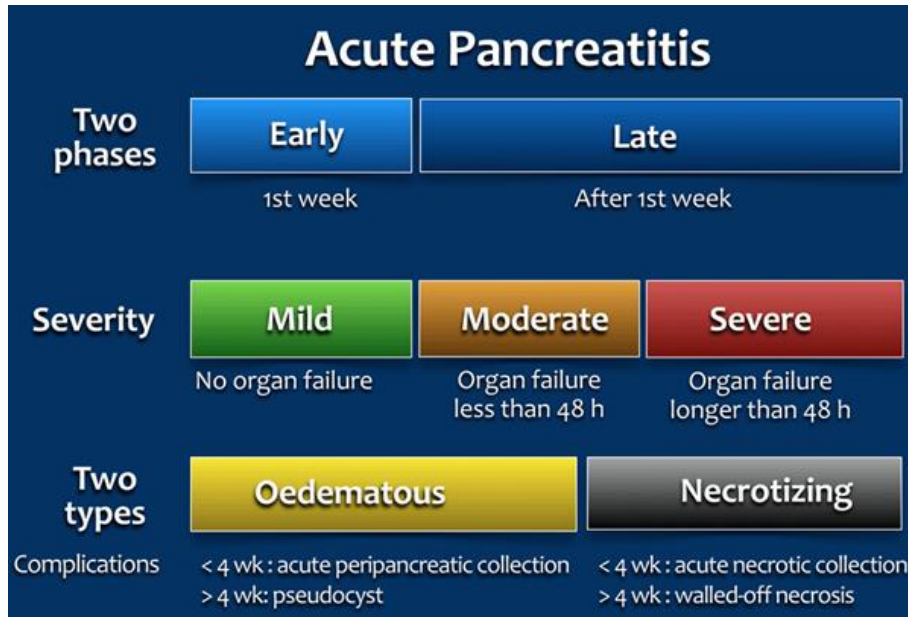 Acute Pancreatitis
Two
phases
Early
Late
1st week
After 1st week
Severity
Mild
Moderate
Severe
No organ failure
Organ failure
less than 48 h
Organ failure
longer than 48 h
Two
types
Oedematous
Necrotizing
Complications
< 4 wk : acute peripancreatic collection
> 4 wk: pseudocyst
< 4 wk : acute necrotic collection
> 4 wk : walled-off necrosis